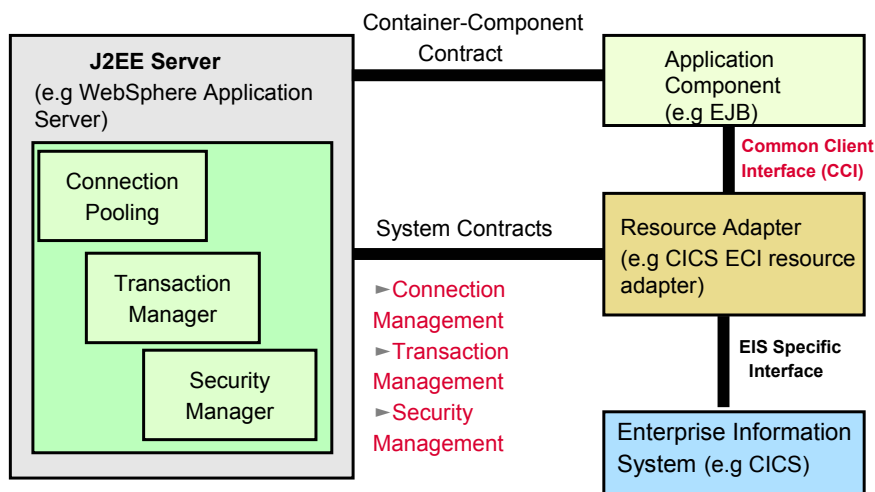 J2EE Server
(e.g WebSphere Application
Server)
Connection
Pooling
Transaction
Manager
Security
Manager
Container-Component
Contract
System Contracts
►Connection
Management
►Transaction
Management
►Security
Management
Application
Component
(e.g EJB)
Common Client
Interface (CCI)
Resource Adapter
(e.g CICS ECI resource
adapter)
EIS Specific
Interface
Enterprise Information
System (e.g CICS)